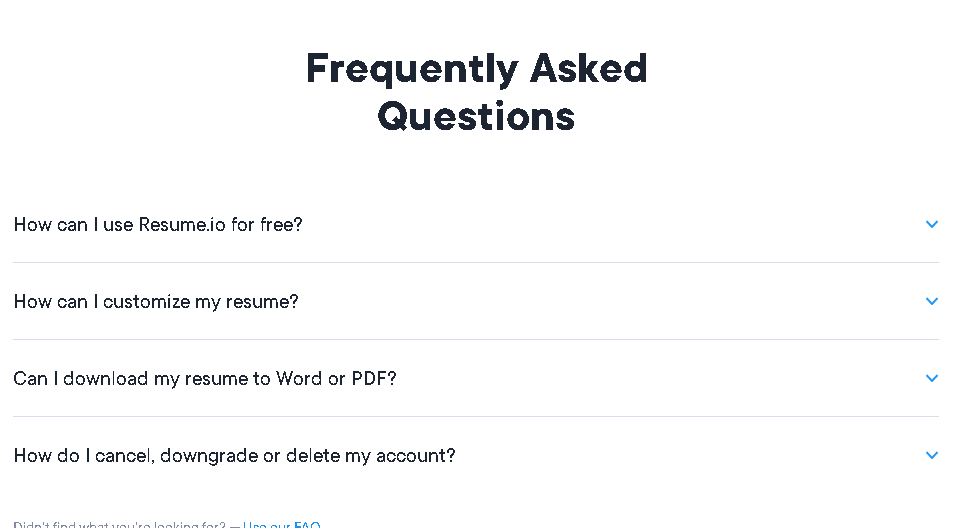 Frequently Asked
Questions
How can I use Resume.io for free?
How can I customize my resume?
Can I download my resume to Word or PDF?
How do I cancel, downgrade or delete my account?
Didn't find what you're looking for? — Use our FAQ